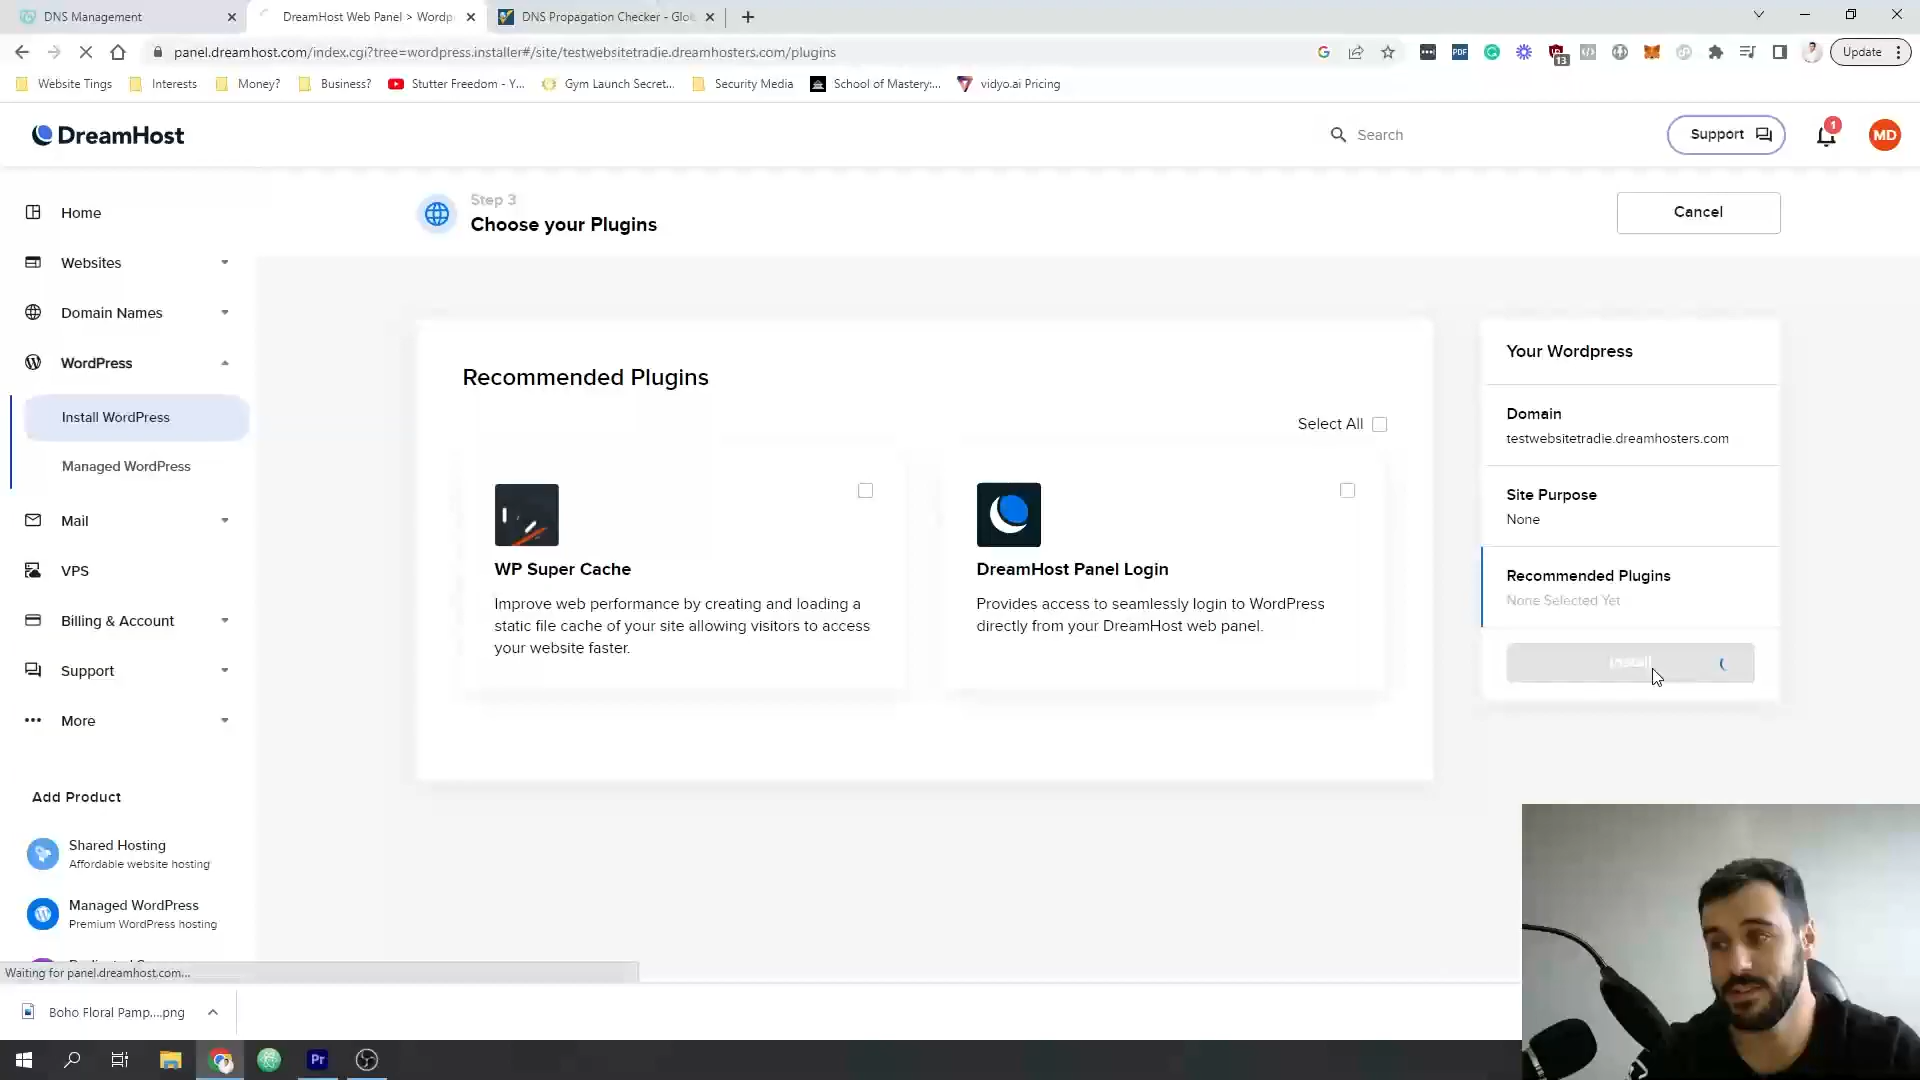 DNS Management
DreamHost Web Panel > Wordp
DNS Propagation Checker - Glo
panel.dreamhost.com/index.cgi?tree=wordpress.installer#/site/testwebsitetradie.dreamhosters.com/plugins
PDF
13
Update
Website Tings
Interests
Money?
Business?
Stutter Freedom - Y...
Gym Launch Secret...
Security Media
School of Mastery:...
vidyo.ai Pricing
DreamHost
Search
Support
1
MD
Step 3
Choose your Plugins
Cancel
Home
Websites
Domain Names
WordPress
Install WordPress
Managed WordPress
Mail
VPS
Billing & Account
Support
More
Add Product
Shared Hosting
Affordable website hosting
Managed WordPress
Premium WordPress hosting
Recommended Plugins
Select All
WP Super Cache
Improve web performance by creating and loading a
static file cache of your site allowing visitors to access
your website faster.
DreamHost Panel Login
Provides access to seamlessly login to WordPress
directly from your DreamHost web panel.
Your Wordpress
Domain
testwebsitetradie.dreamhosters.com
Site Purpose
None
Recommended Plugins
None Selected Yet
Install
Waiting for panel.dreamhost.com...
Boho Floral Pamp....png
Pr